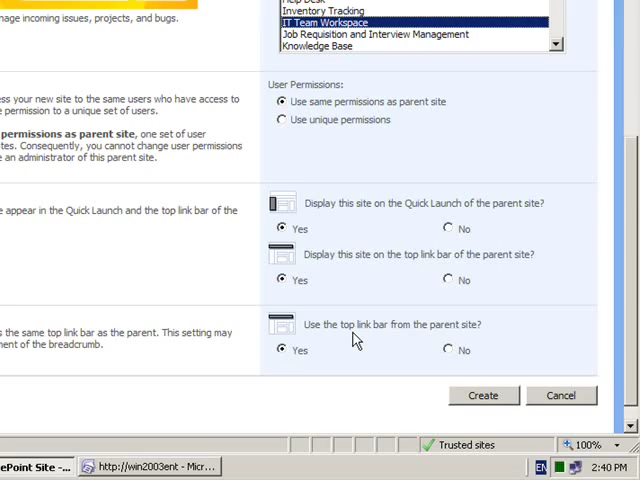 Help Desk
Inventory Tracking
IT Team Workspace
Job Requisition and Interview Management
Knowledge Base
nage incoming issues, projects, and bugs.
User Permissions:
ess your new site to the same users who have access to
e permission to a unique set of users.
Use same permissions as parent site
Use unique permissions
permissions as parent site, one set of user
tes. Consequently, you cannot change user permissions
e an administrator of this parent site.
e appear in the Quick Launch and the top link bar of the
Display this site on the Quick Launch of the parent site?
Yes No
Display this site on the top link bar of the parent site?
Yes No
s the same top link bar as the parent. This setting may
ment of the breadcrumb.
Use the top link bar from the parent site?
Yes No
Create Cancel
Trusted sites 100%
ePoint Site -... http://win2003ent - Micr... EN 2:40 PM